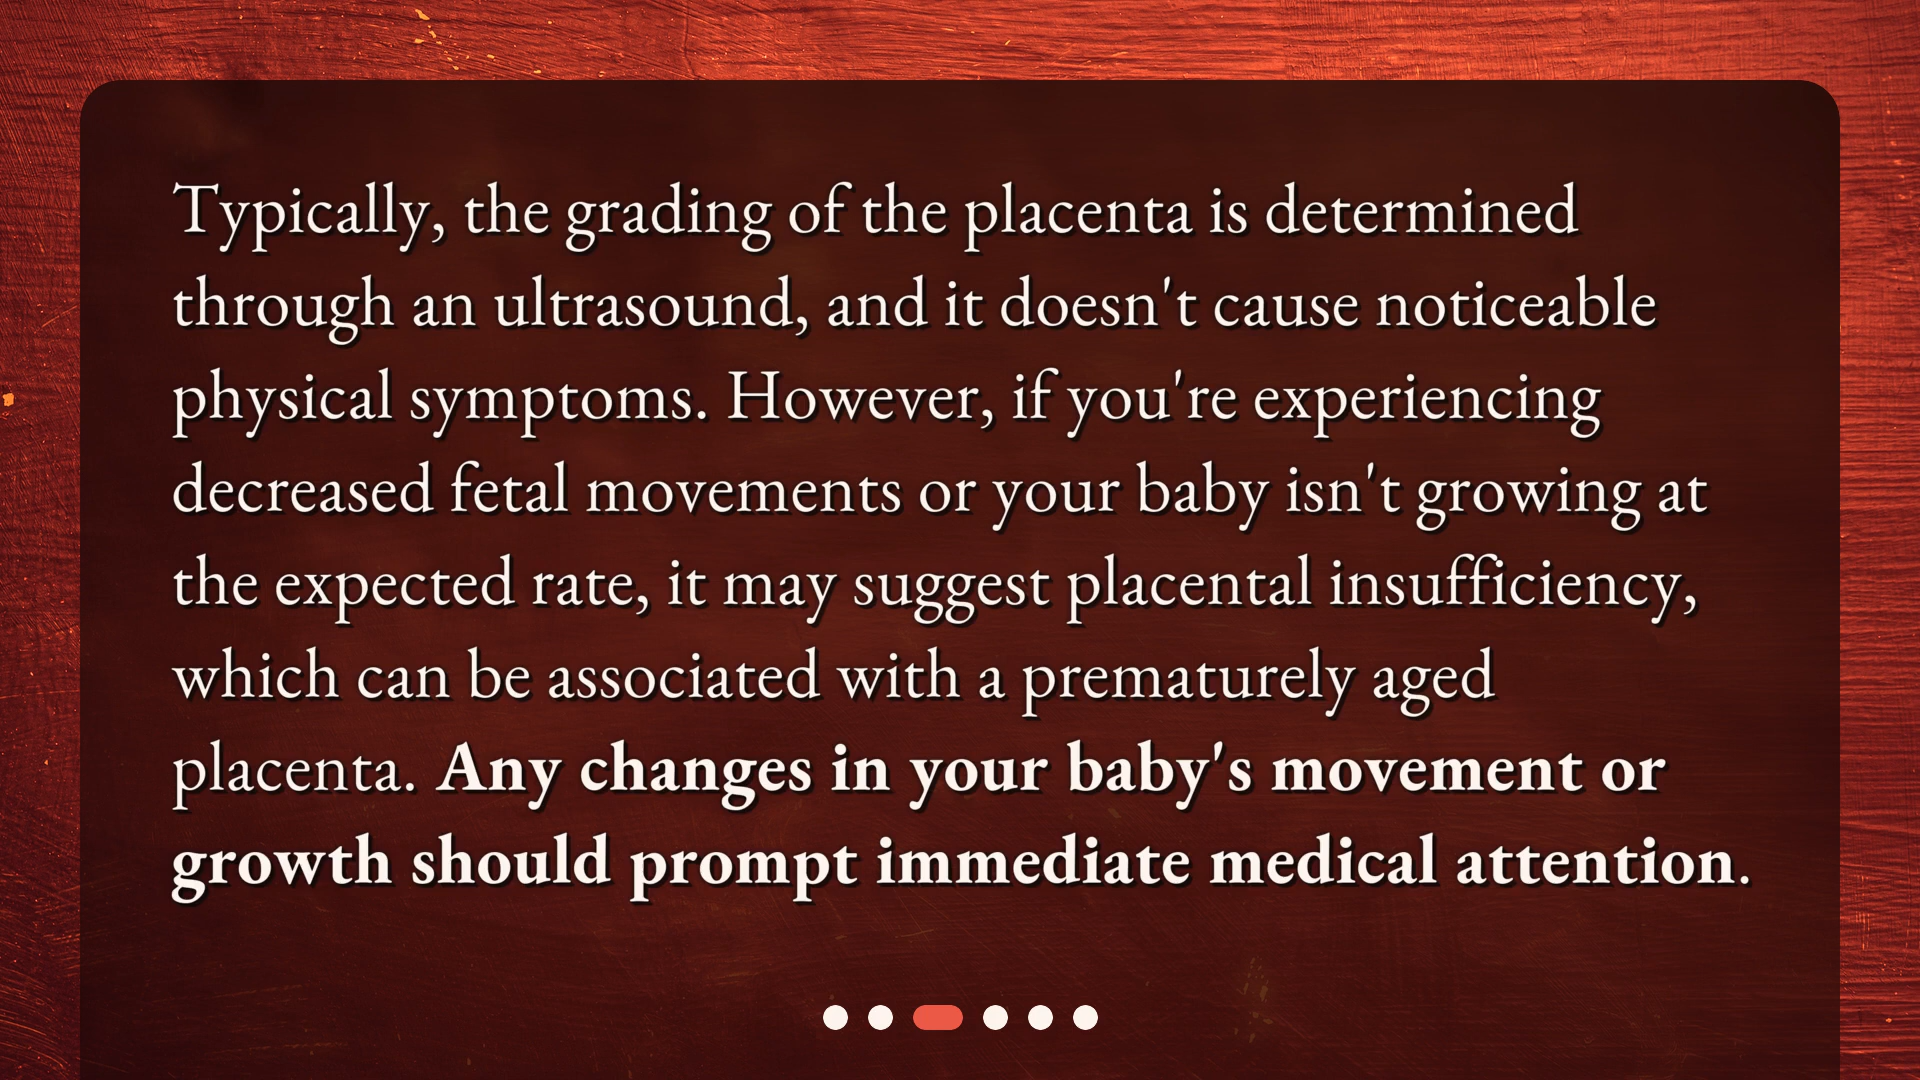 Typically, the grading of the placenta is determined
through an ultrasound, and it doesn't cause noticeable
physical symptoms. However, if you're experiencing
decreased fetal movements or your baby isn't growing at
the expected rate, it may suggest placental insufficiency,
which can be associated with a prematurely aged
placenta. Any changes in your baby's movement or
growth should prompt immediate medical attention.